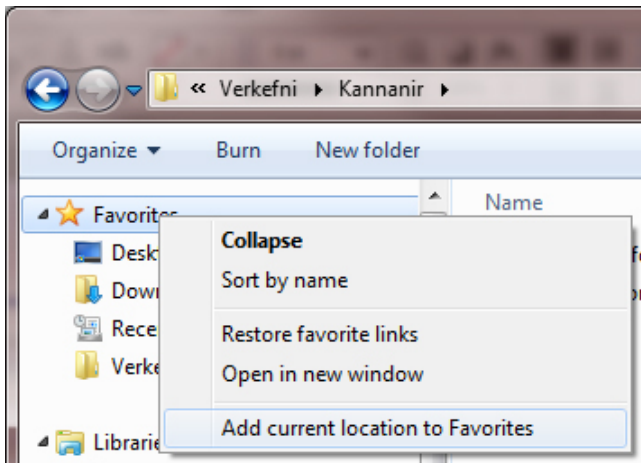 « Verkefni Kannanir
Organize Burn New folder
Name
Favorites
Collapse
Sort by name
Restore favorite links
Open in new window
Add current location to Favorites